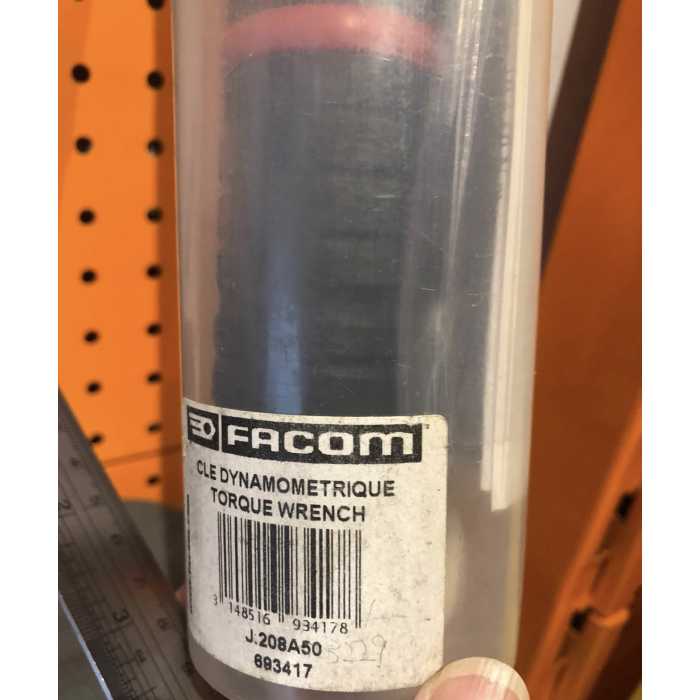 FACOM
CLE DYNAMOMETRIQUE
TORQUE WRENCH
3 148516 934178
J.208A50
693417